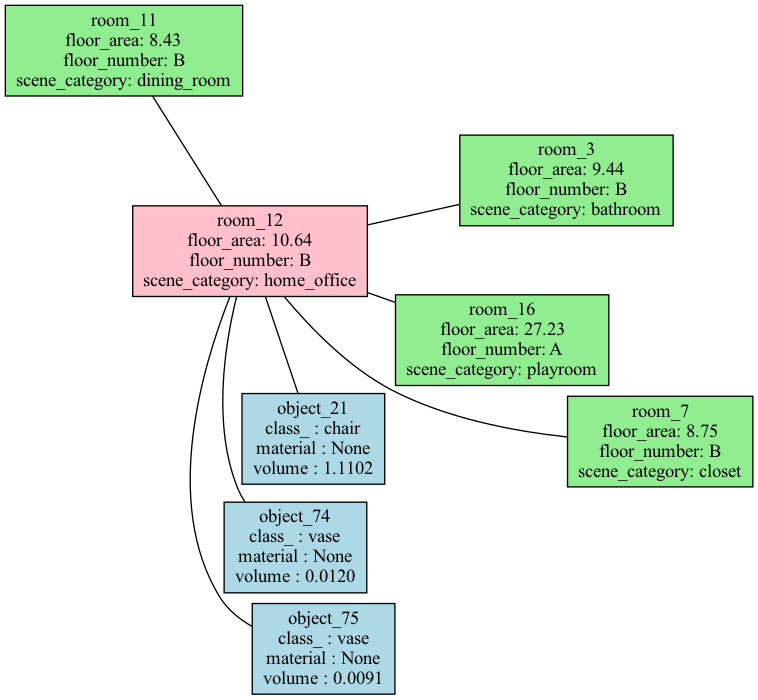 room_11
floor_area: 8.43
floor_number: B
scene_category: dining_room
room_3
floor_area: 9.44
floor_number: B
scene_category: bathroom
room_12
floor_area: 10.64
floor_number: B
scene_category: home_office
room_16
floor_area: 27.23
floor_number: A
scene_category: playroom
object_21
class_ : chair
material : None
volume : 1.1102
room_7
floor_area: 8.75
floor_number: B
scene_category: closet
object_74
class_ : vase
material : None
volume : 0.0120
object_75
class_ : vase
material : None
volume : 0.0091